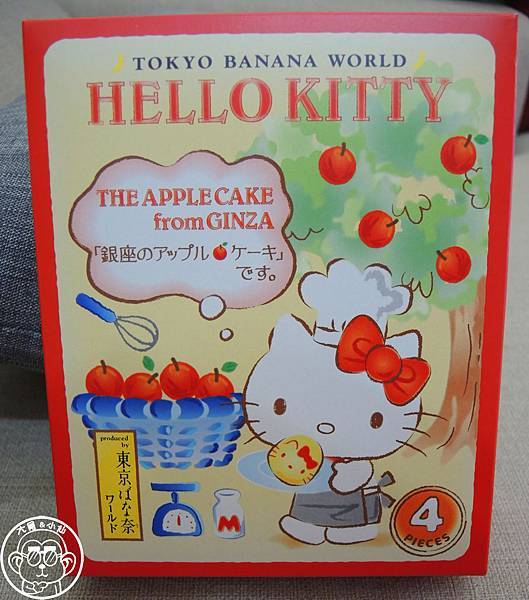 TOKYO BANANA WORLD
HELLO KITTY
THE APPLE CAKE
from GINZA
「銀座のアップルケーキ」
です。
produced
by
東京ばな奈
ワールド
M
4
PIECES